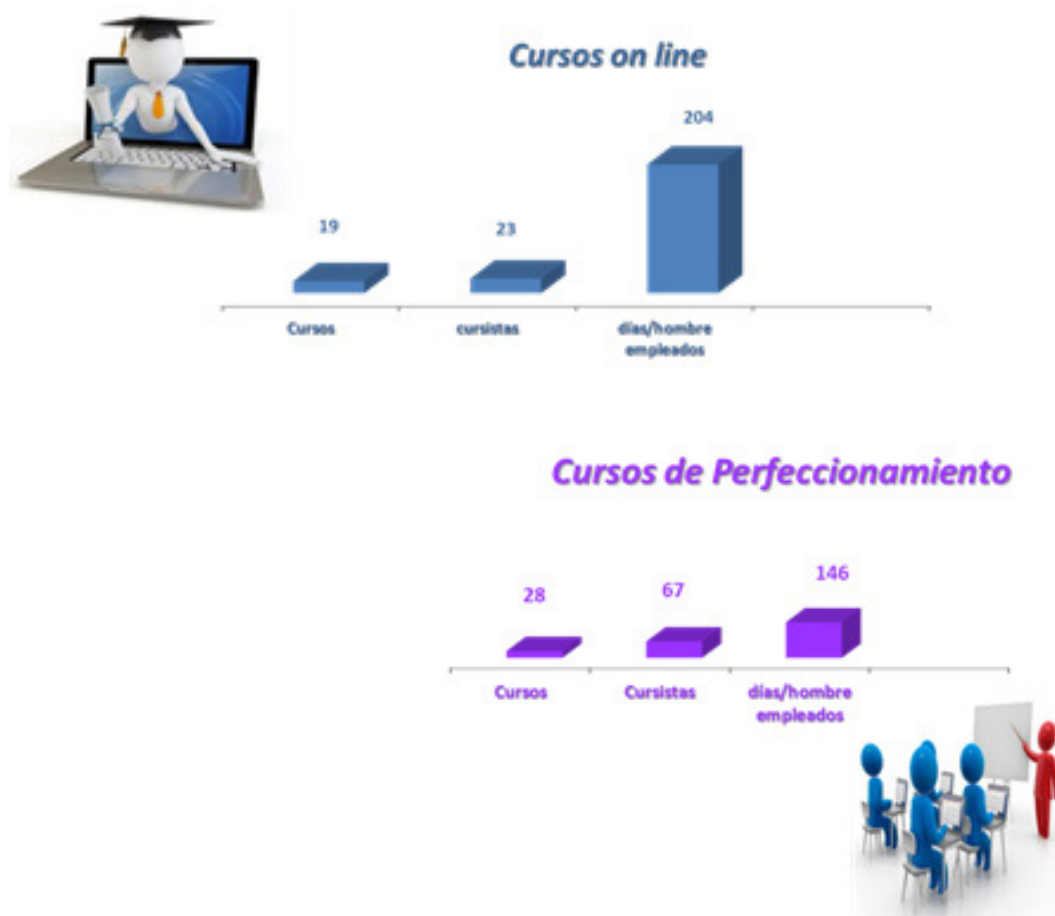 Cursos on line
204
19
23
Cursos
cursistas
días/hombre
empleados
Cursos de Perfeccionamiento
146
28
67
Cursos
Cursistas
días/hombre
empleados